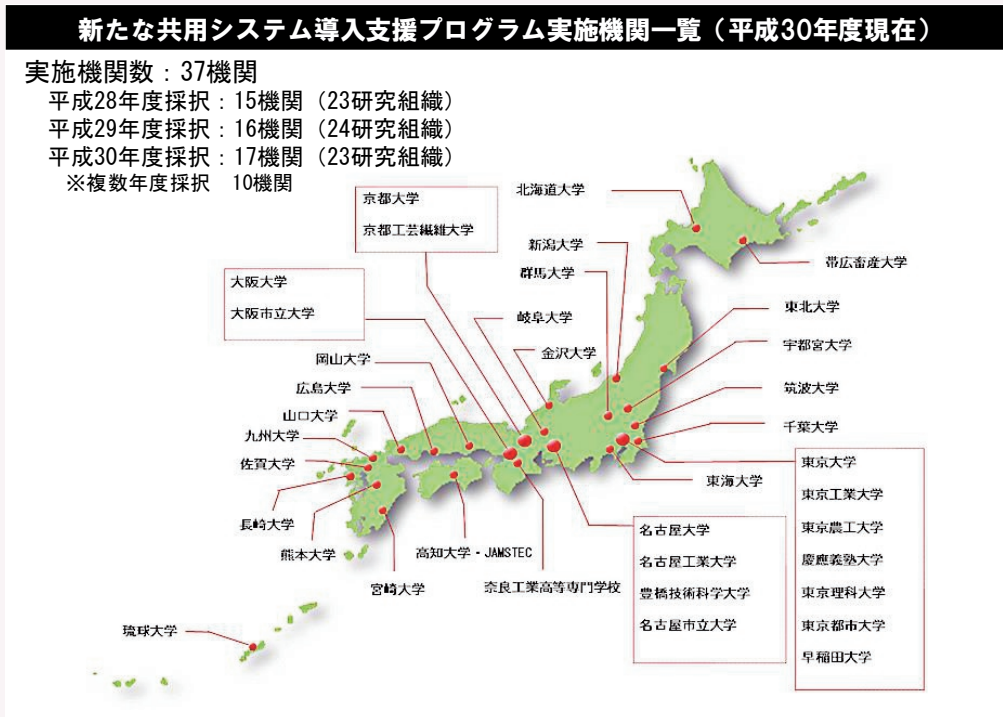 新たな共用システム導入支援プログラム実施機関一覧（平成30年度現在）
実施機関数：37機関
平成28年度採択：15機関（23研究組織）
平成29年度採択：16機関（24研究組織）
平成30年度採択：17機関（23研究組織）
※複数年度採択　10機関
京都大学
京都工芸繊維大学
北海道大学
新潟大学
群馬大学
帯広畜産大学
大阪大学
大阪市立大学
岐阜大学
金沢大学
東北大学
宇都宮大学
岡山大学
広島大学
山口大学
九州大学
佐賀大学
長崎大学
熊本大学
宮崎大学
高知大学・JAMSTEC
奈良工業高等専門学校
筑波大学
千葉大学
東海大学
名古屋大学
名古屋工業大学
豊橋技術科学大学
名古屋市立大学
東京大学
東京工業大学
東京農工大学
慶應義塾大学
東京理科大学
東京都市大学
早稲田大学
琉球大学